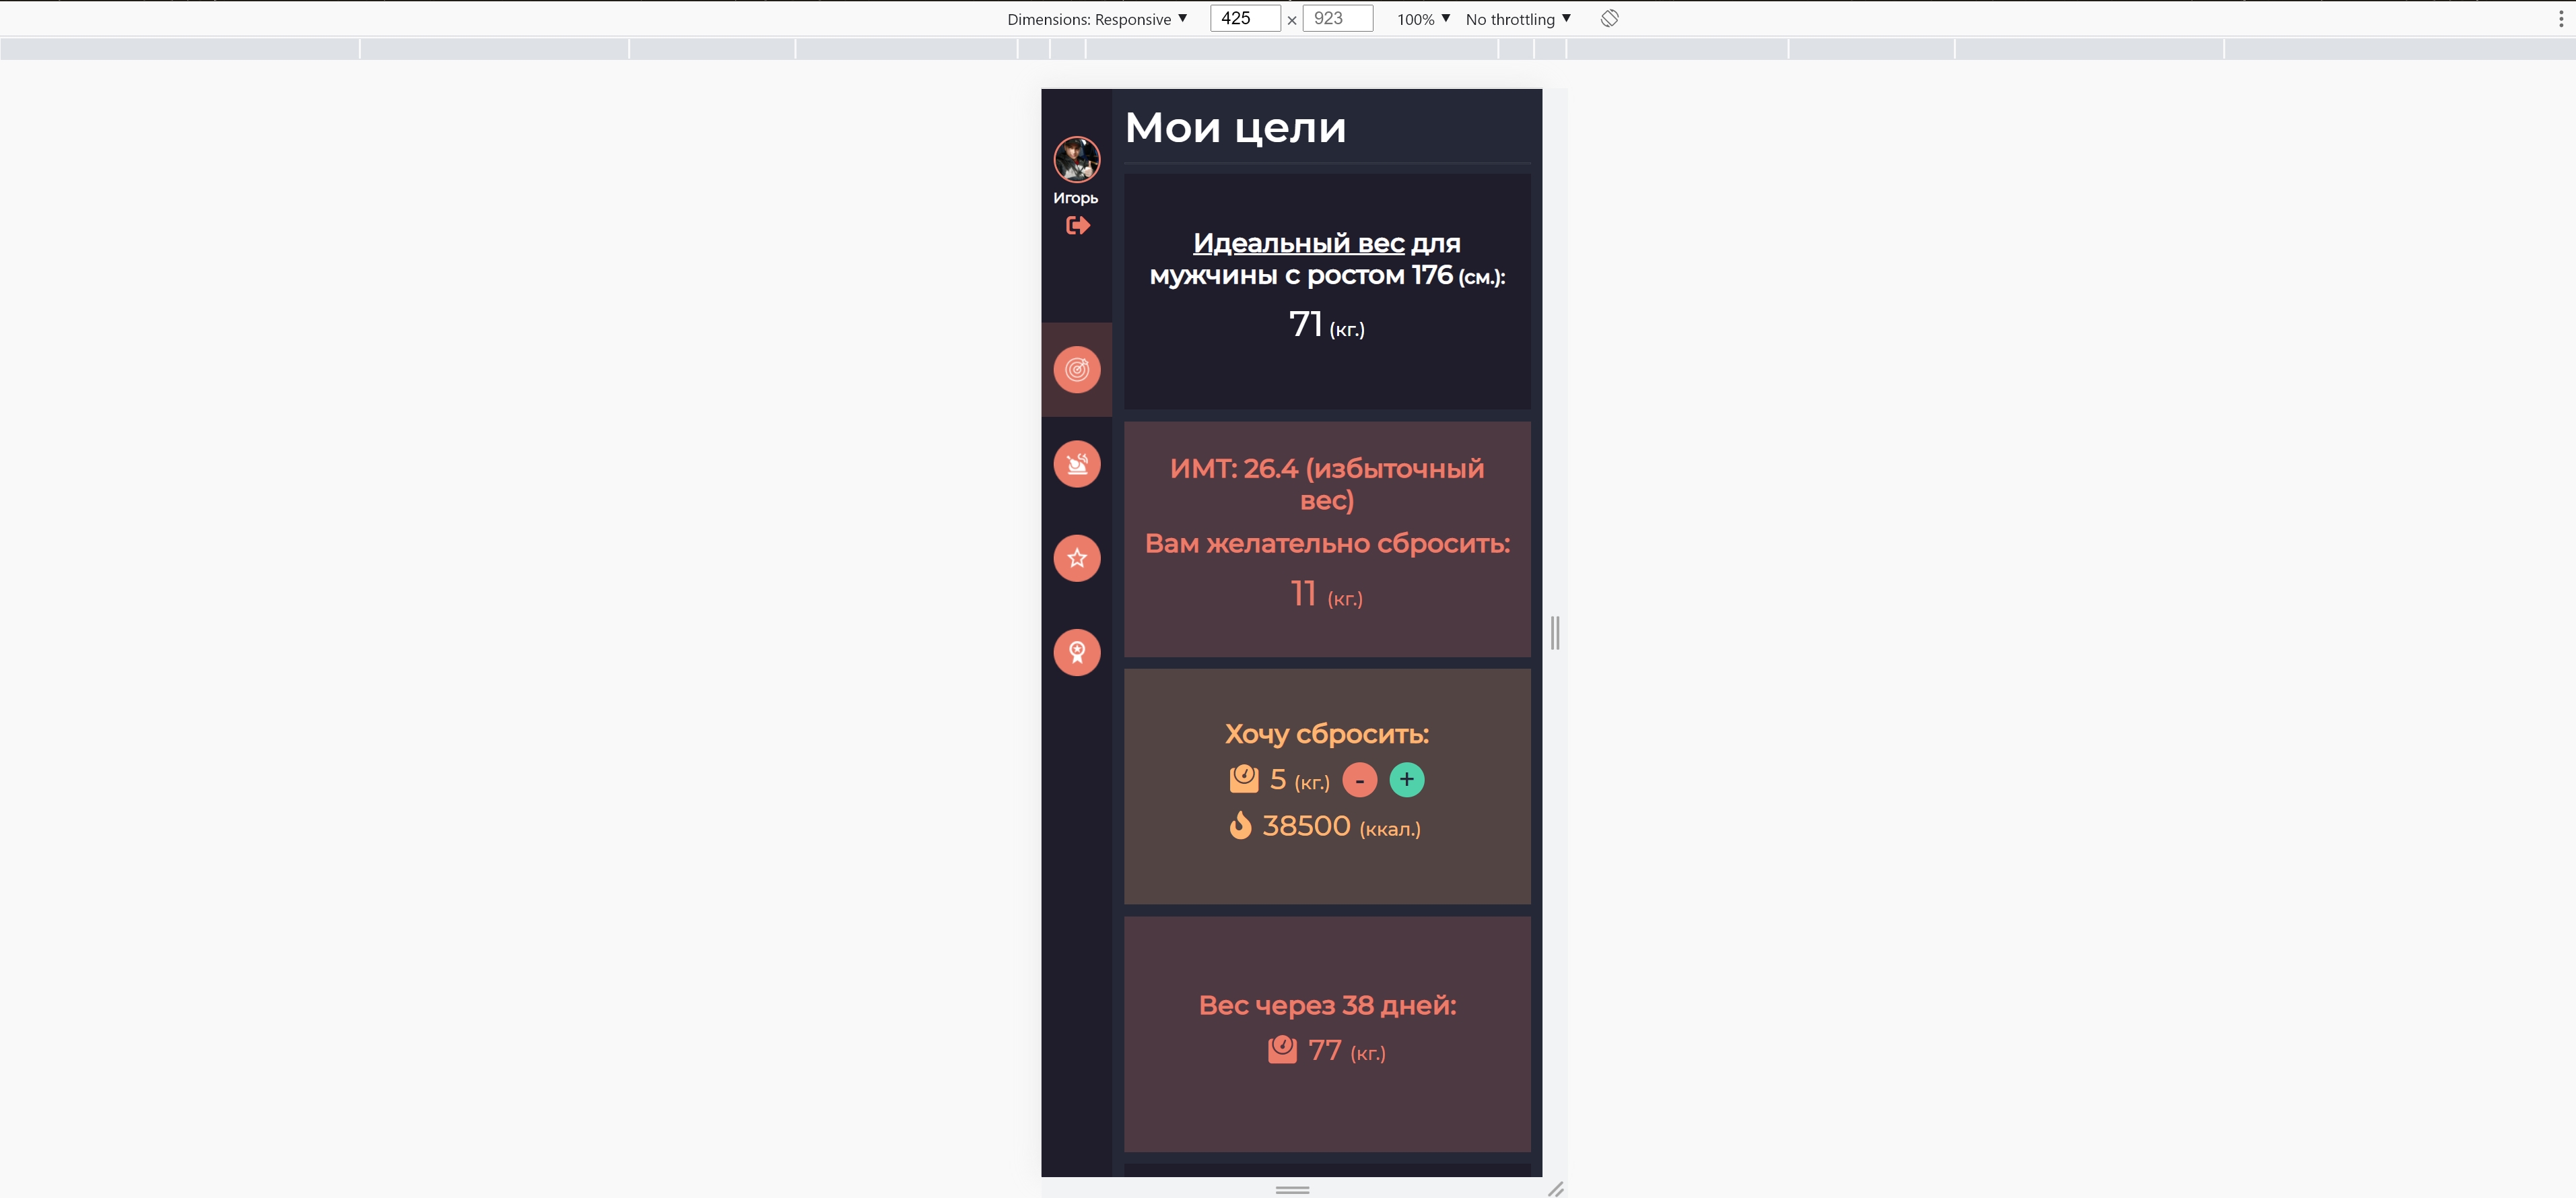 Dimensions: Responsive ▼ 425 × 923 100% ▼ No throttling ▼
Мои цели
Игорь
Идеальный вес для
мужчины с ростом 176 (см.):
71 (кг.)
ИМТ: 26.4 (избыточный
вес)
Вам желательно сбросить:
11 (кг.)
Хочу сбросить:
5 (кг.) - +
38500 (ккал.)
Вес через 38 дней:
77 (кг.)